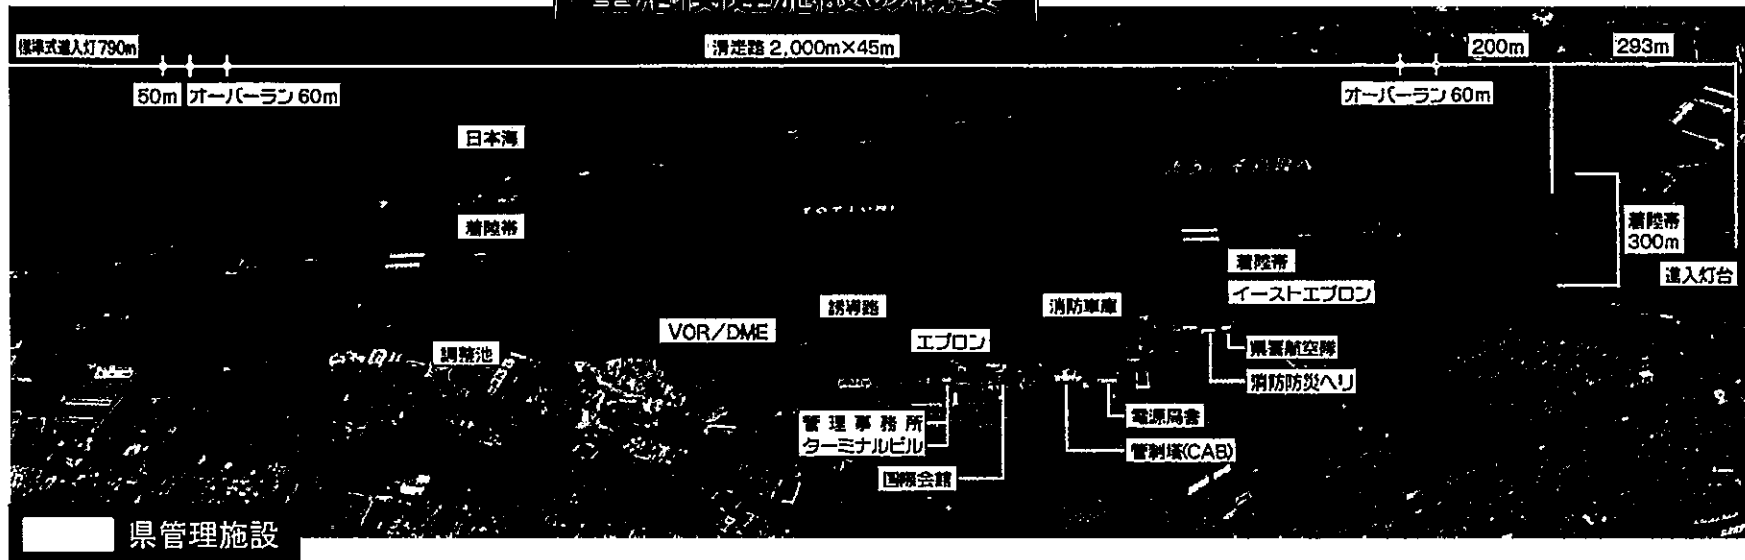 標準式進入灯790m
滑走路 2,000m×45m
200m
293m
50m
オーバーラン 60m
オーバーラン 60m
日本海
TOTTORI
着陸帯
着陸帯
300m
着陸帯
進入灯台
イーストエプロン
誘導路
消防車庫
VOR/DME
エプロン
調整池
県警航空隊
消防防災ヘリ
管理事務所
ターミナルビル
電源局舎
管制塔(CAB)
国際会館
県管理施設